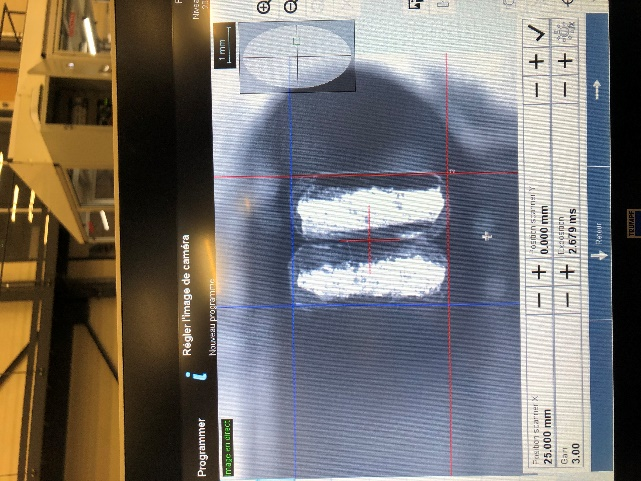 Programmer
Régler l'image de caméra
Nouveau programme
Image en direct
1 mm
Position scanner X
25.000 mm
Position scanner Y
0.000 mm
Gain
3.00
Exposition
2.679 ms
Retour
TRUMPF